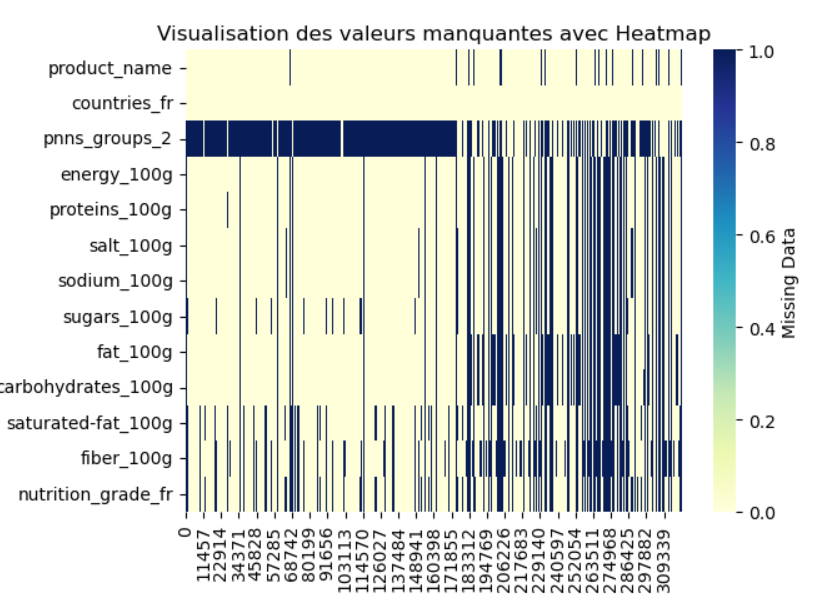 Visualisation des valeurs manquantes avec Heatmap
product_name
countries_fr
pnns_groups_2
energy_100g
proteins_100g
salt_100g
sodium_100g
sugars_100g
fat_100g
carbohydrates_100g
saturated-fat_100g
fiber_100g
nutrition_grade_fr
0
11457
22914
34371
45828
57285
68742
80199
91656
103113
114570
126027
137484
148941
160398
171855
183312
194769
206226
217683
229140
240597
252054
263511
274968
286425
297882
309339
1.0
0.8
0.6
0.4
0.2
0.0
Missing Data